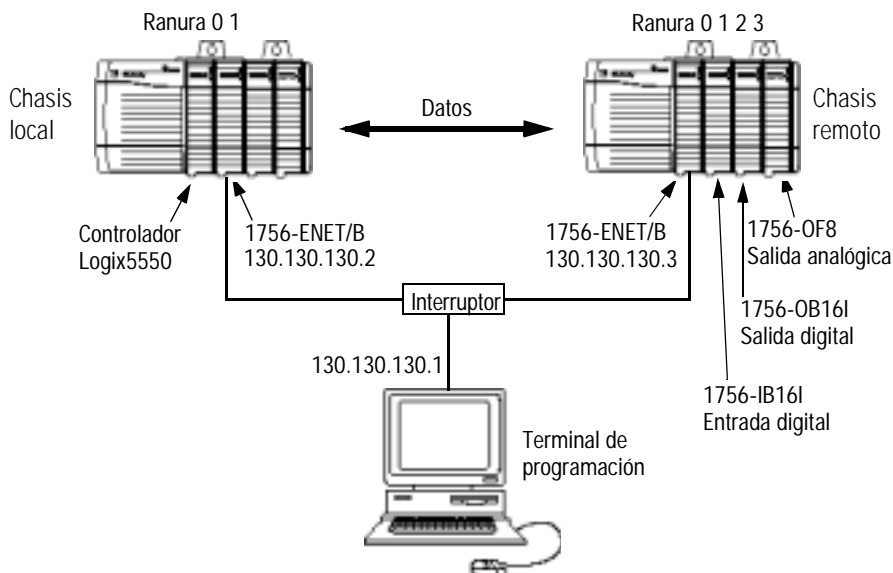 Ranura 0 1
Ranura 0 1 2 3
Chasis
local
Datos
Chasis
remoto
Controlador
Logix5550
1756-ENET/B
130.130.130.2
1756-ENET/B
130.130.130.3
1756-OF8
Salida analógica
Interruptor
1756-OB16I
Salida digital
130.130.130.1
1756-IB16I
Entrada digital
Terminal de
programación